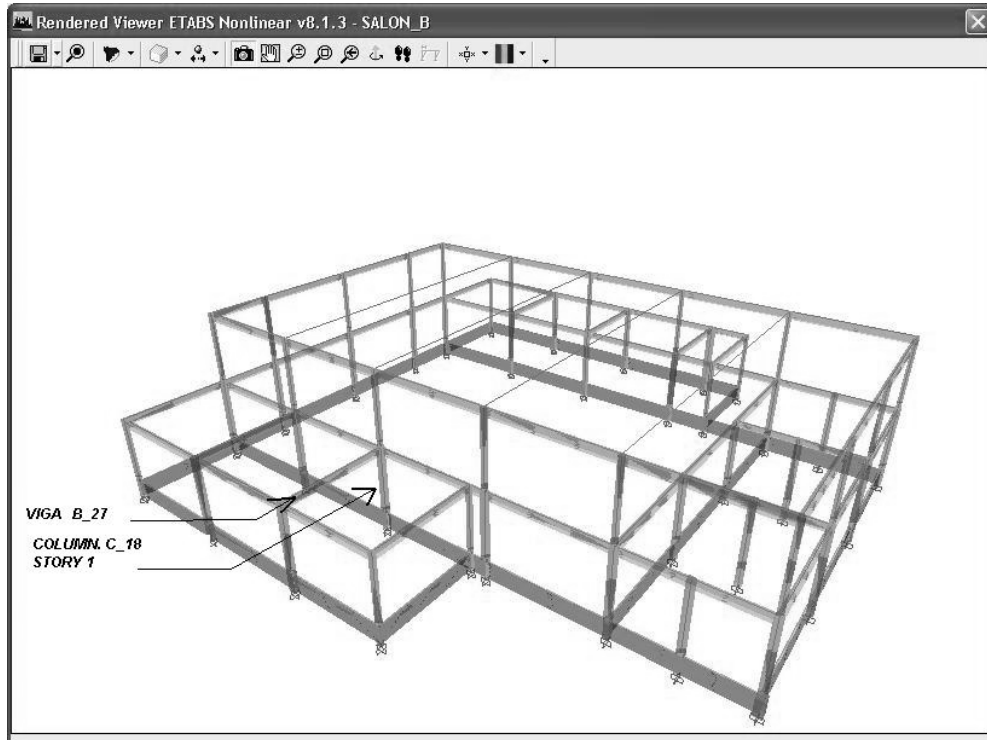 Rendered Viewer ETABS Nonlinear v8.1.3 - SALON_B
VIGA B_27
COLUMN. C_18
STORY 1